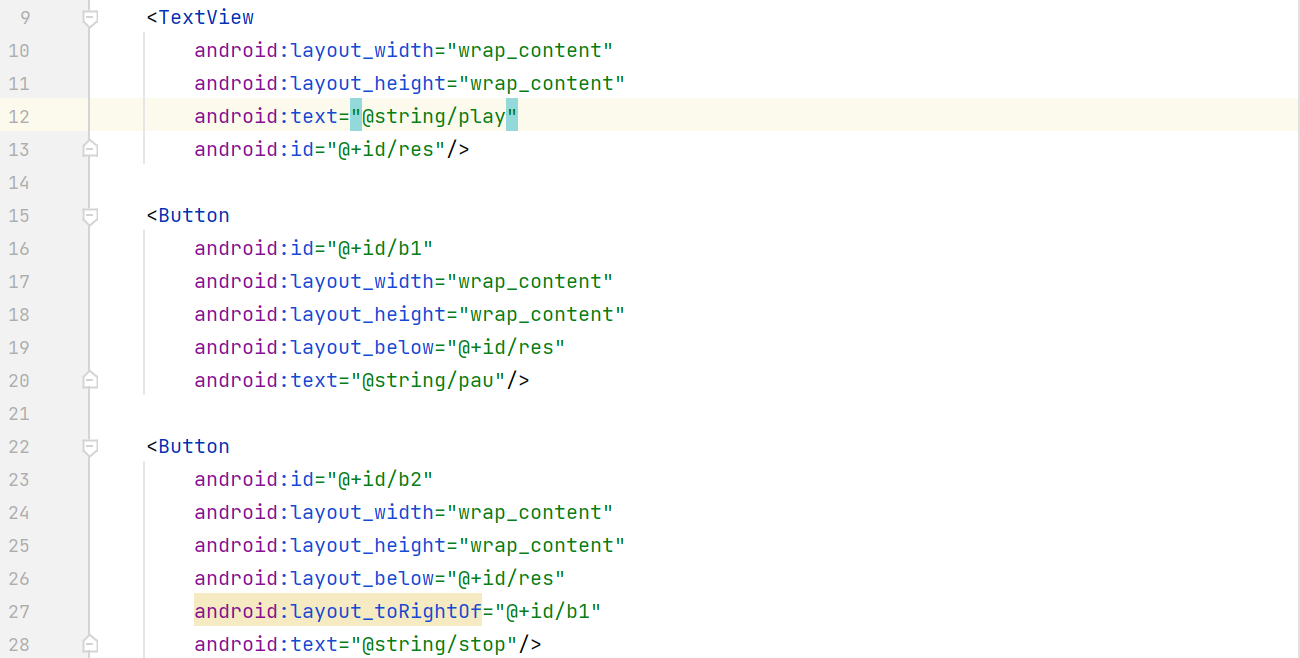 9 <TextView
10 android:layout_width="wrap_content"
11 android:layout_height="wrap_content"
12 android:text="@string/play"
13 android:id="@+id/res"/>
14
15 <Button
16 android:id="@+id/b1"
17 android:layout_width="wrap_content"
18 android:layout_height="wrap_content"
19 android:layout_below="@+id/res"
20 android:text="@string/pau"/>
21
22 <Button
23 android:id="@+id/b2"
24 android:layout_width="wrap_content"
25 android:layout_height="wrap_content"
26 android:layout_below="@+id/res"
27 android:layout_toRightOf="@+id/b1"
28 android:text="@string/stop"/>